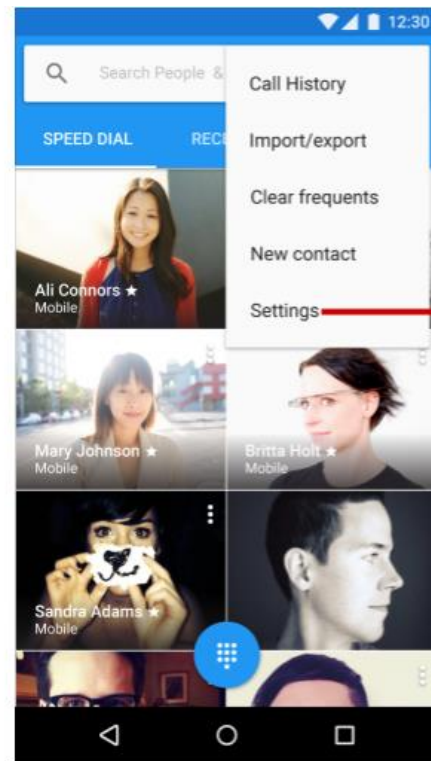 12:30
Search People &
Call History
SPEED DIAL
RECE
Import/export
Clear frequents
New contact
Settings
Ali Connors ★
Mobile
Mary Johnson ★
Mobile
Britta Holt ★
Mobile
Sandra Adams ★
Mobile